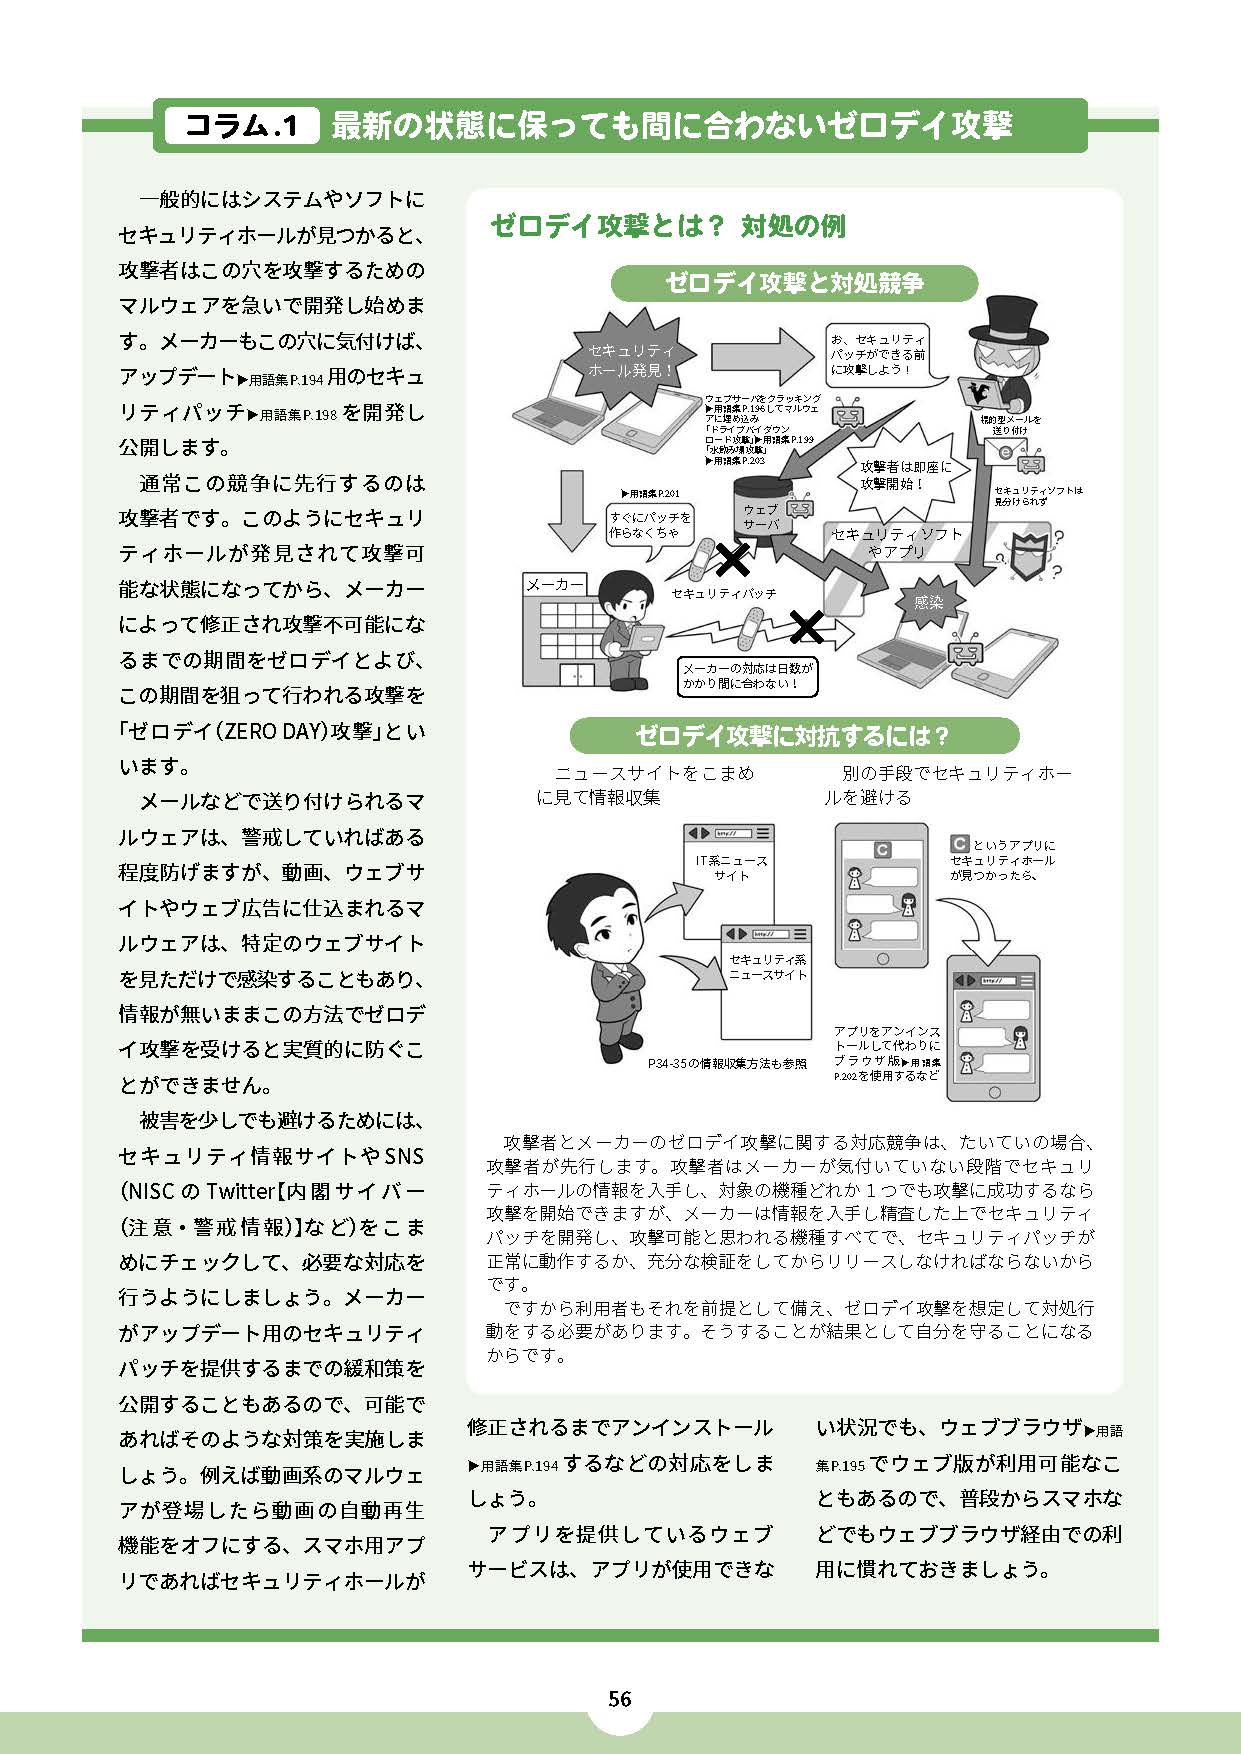 コラム.1 最新の状態に保っても間に合わないゼロデイ攻撃
一般的にはシステムやソフトに
セキュリティホールが見つかると、
攻撃者はこの穴を攻撃するための
マルウェアを急いで開発し始めま
す。メーカーもこの穴に気付けば、
アップデート▶用語集P.194用のセキュ
リティパッチ▶用語集P.198を開発し
公開します。
通常この競争に先行するのは
攻撃者です。このようにセキュリ
ティホールが発見されて攻撃可
能な状態になってから、メーカー
によって修正され攻撃不可能にな
るまでの期間をゼロデイとよび、
この期間を狙って行われる攻撃を
「ゼロデイ(ZERO DAY)攻撃」とい
います。
メールなどで送り付けられるマ
ルウェアは、警戒していればある
程度防げますが、動画、ウェブサ
イトやウェブ広告に仕込まれるマ
ルウェアは、特定のウェブサイト
を見ただけで感染することもあり、
情報が無いままこの方法でゼロデ
イ攻撃を受けると実質的に防ぐこ
とができません。
被害を少しでも避けるためには、
セキュリティ情報サイトやSNS
(NISCのTwitter【内閣サイバー
(注意・警戒情報)】など)をこま
めにチェックして、必要な対応を
行うようにしましょう。メーカー
がアップデート用のセキュリティ
パッチを提供するまでの緩和策を
公開することもあるので、可能で
あればそのような対策を実施しま
しょう。例えば動画系のマルウェ
アが登場したら動画の自動再生
機能をオフにする、スマホ用アプ
リであればセキュリティホールが
ゼロデイ攻撃とは？ 対処の例
ゼロデイ攻撃と対処競争
セキュリティ
ホール発見！
お、セキュリティ
パッチができる前
に攻撃しよう！
ウェブサーバをクラッキング
▶用語集P.196してマルウェ
アに埋め込み
「ドライブバイダウン
ロード攻撃」▶用語集P.199
「水飲み場攻撃」
▶用語集P.203
標的型メールを
送り付け
攻撃者は即座に
攻撃開始！
セキュリティソフトは
見分けられず
▶用語集P.201
すぐにパッチを
作らなくちゃ
ウェブ
サーバ
セキュリティソフト
やアプリ
メーカー
セキュリティパッチ
感染
メーカーの対応は日数が
かかり間に合わない！
ゼロデイ攻撃に対抗するには？
ニュースサイトをこまめ
に見て情報収集
http://
IT系ニュース
サイト
http://
セキュリティ系
ニュースサイト
P34-35の情報収集方法も参照
別の手段でセキュリティホー
ルを避ける
C
Cというアプリに
セキュリティホール
が見つかったら、
http://
アプリをアンインス
トールして代わりに
ブラウザ版▶用語集
P.202を使用するなど
攻撃者とメーカーのゼロデイ攻撃に関する対応競争は、たいていの場合、
攻撃者が先行します。攻撃者はメーカーが気付いていない段階でセキュリ
ティホールの情報を入手し、対象の機種どれか1つでも攻撃に成功するなら
攻撃を開始できますが、メーカーは情報を入手し精査した上でセキュリティ
パッチを開発し、攻撃可能と思われる機種すべてで、セキュリティパッチが
正常に動作するか、充分な検証をしてからリリースしなければならないから
です。
ですから利用者もそれを前提として備え、ゼロデイ攻撃を想定して対処行
動をする必要があります。そうすることが結果として自分を守ることになる
からです。
修正されるまでアンインストール
▶用語集P.194するなどの対応をしま
しょう。
アプリを提供しているウェブ
サービスは、アプリが使用できな
い状況でも、ウェブブラウザ▶用語
集P.195でウェブ版が利用可能なこ
ともあるので、普段からスマホな
どでもウェブブラウザ経由での利
用に慣れておきましょう。
56